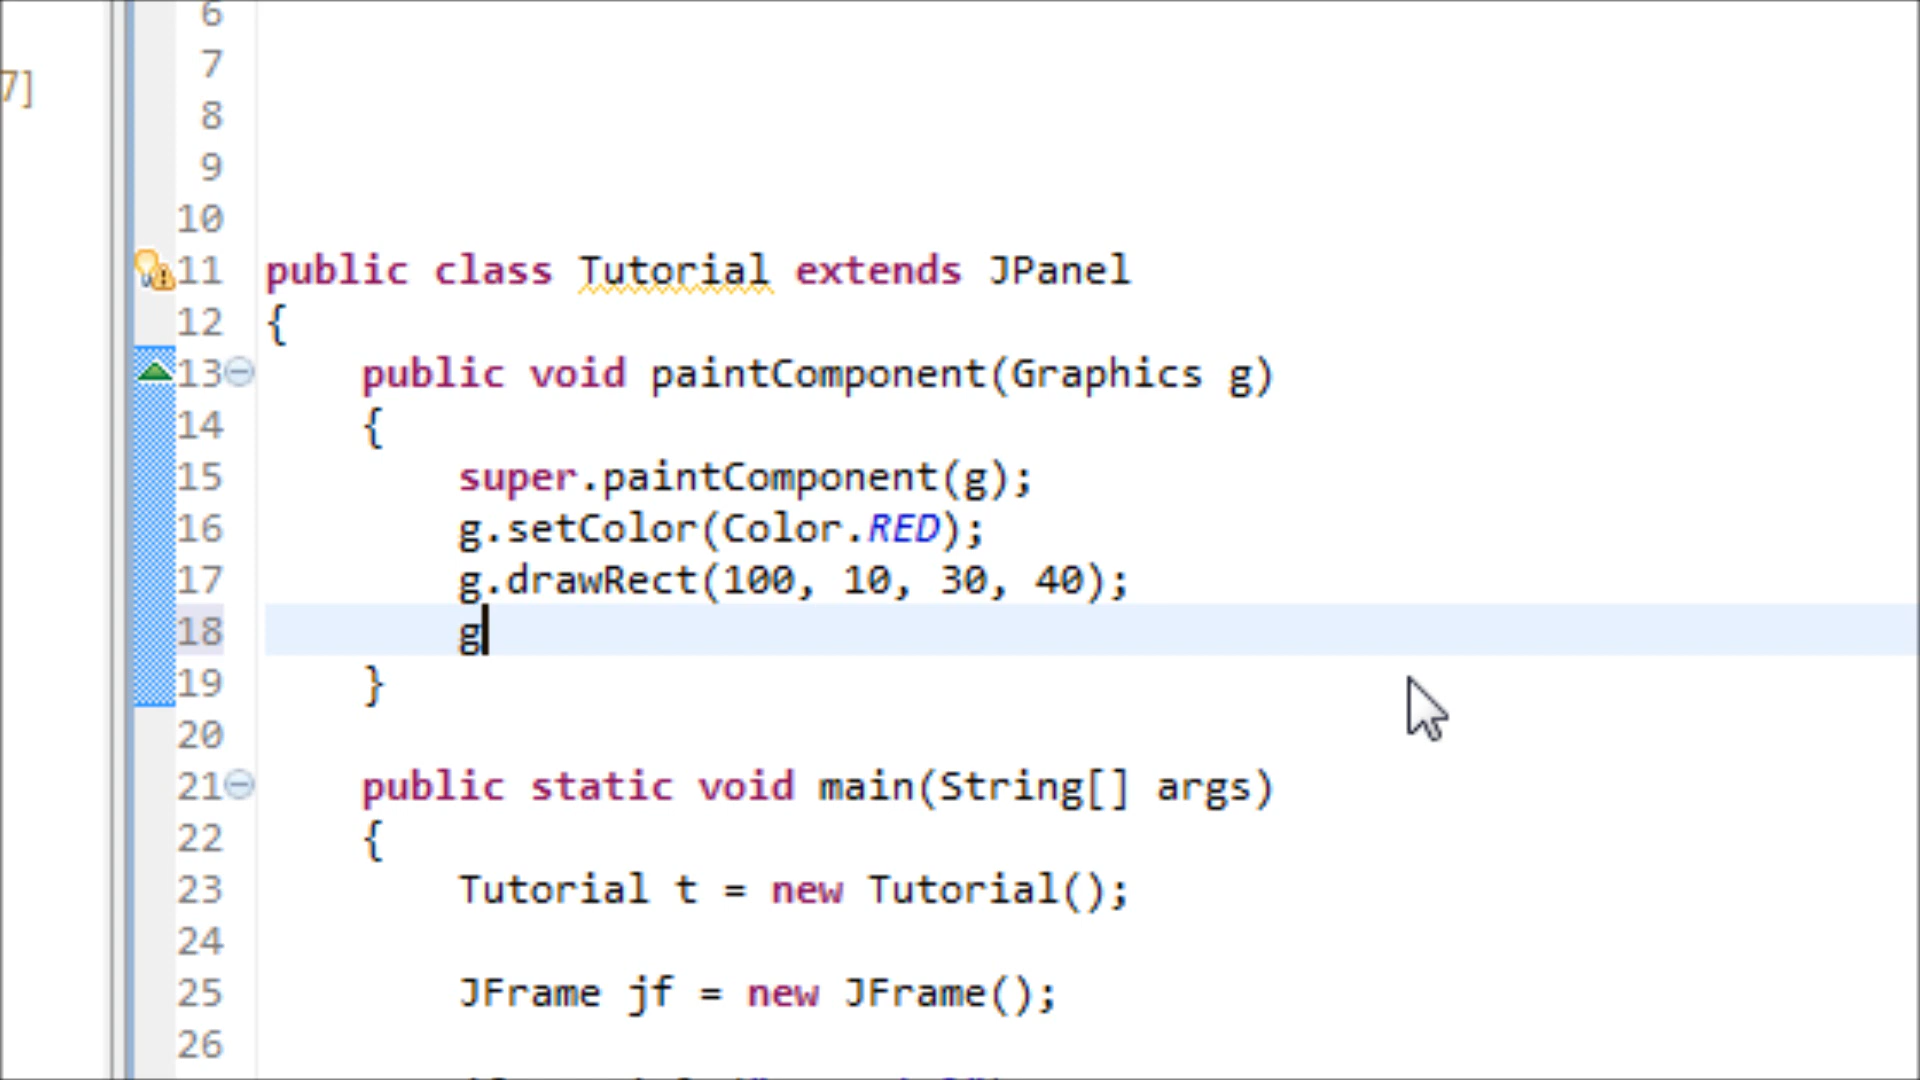 6
7]
7
8
9
10
11 public class Tutorial extends JPanel
12 {
13 public void paintComponent(Graphics g)
14 {
15 super.paintComponent(g);
16 g.setColor(Color.RED);
17 g.drawRect(100, 10, 30, 40);
18 g
19 }
20
21 public static void main(String[] args)
22 {
23 Tutorial t = new Tutorial();
24
25 JFrame jf = new JFrame();
26